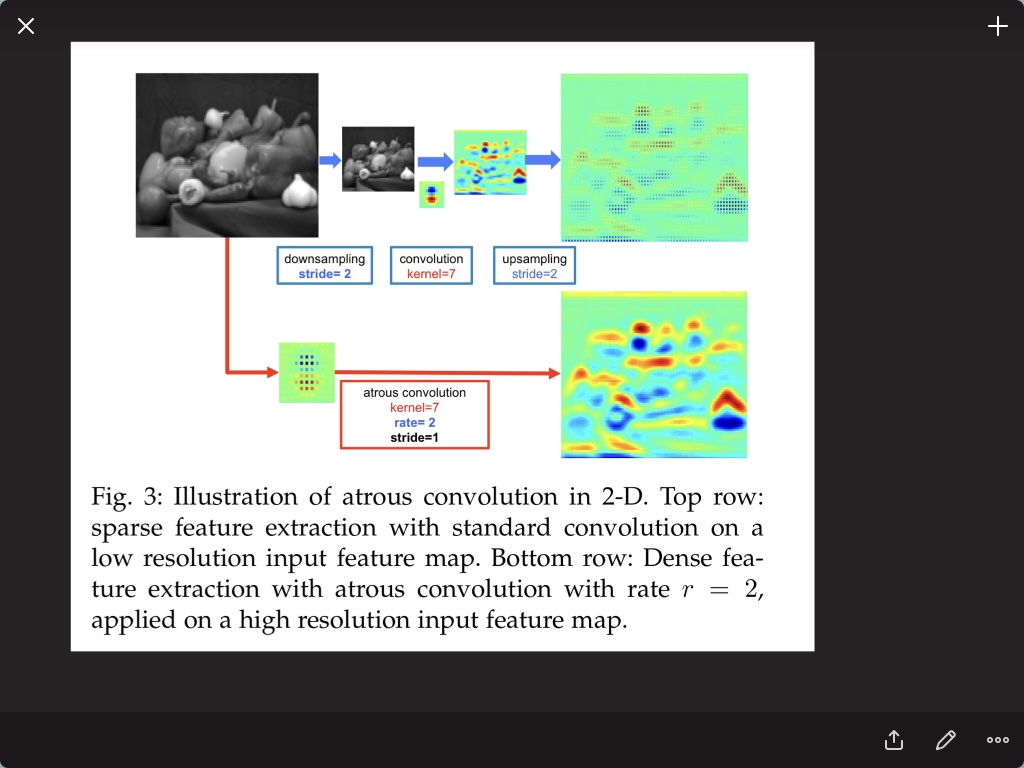 downsampling
stride= 2
convolution
kernel=7
upsampling
stride=2
atrous convolution
kernel=7
rate= 2
stride=1
Fig. 3: Illustration of atrous convolution in 2-D. Top row:
sparse feature extraction with standard convolution on a
low resolution input feature map. Bottom row: Dense fea-
ture extraction with atrous convolution with rate r = 2,
applied on a high resolution input feature map.